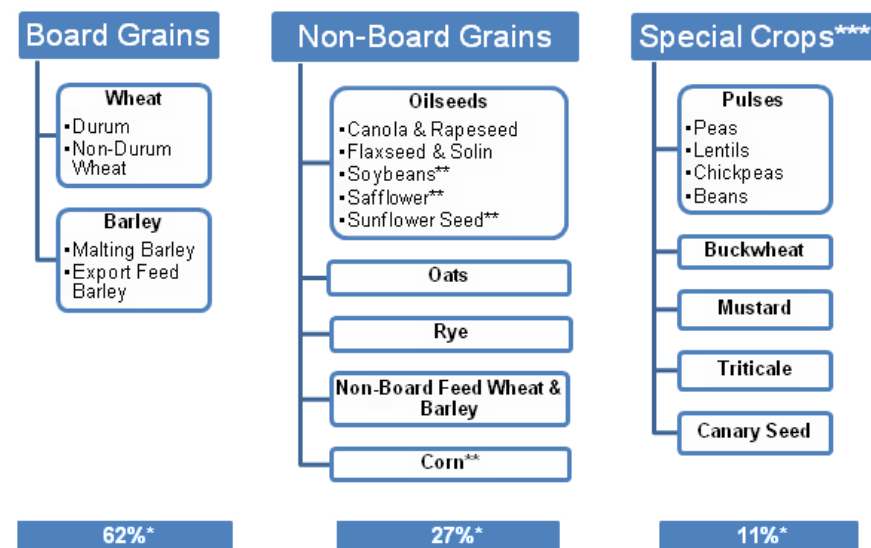 Board Grains
Wheat
▪Durum
▪Non-Durum
Wheat
Barley
▪Malting Barley
▪Export Feed
Barley
62%*
Non-Board Grains
Oilseeds
▪Canola & Rapeseed
▪Flaxseed & Solin
▪Soybeans**
▪Safflower**
▪Sunflower Seed**
Oats
Rye
Non-Board Feed Wheat &
Barley
Corn**
27%*
Special Crops***
Pulses
▪Peas
▪Lentils
▪Chickpeas
▪Beans
Buckwheat
Mustard
Triticale
Canary Seed
11%*